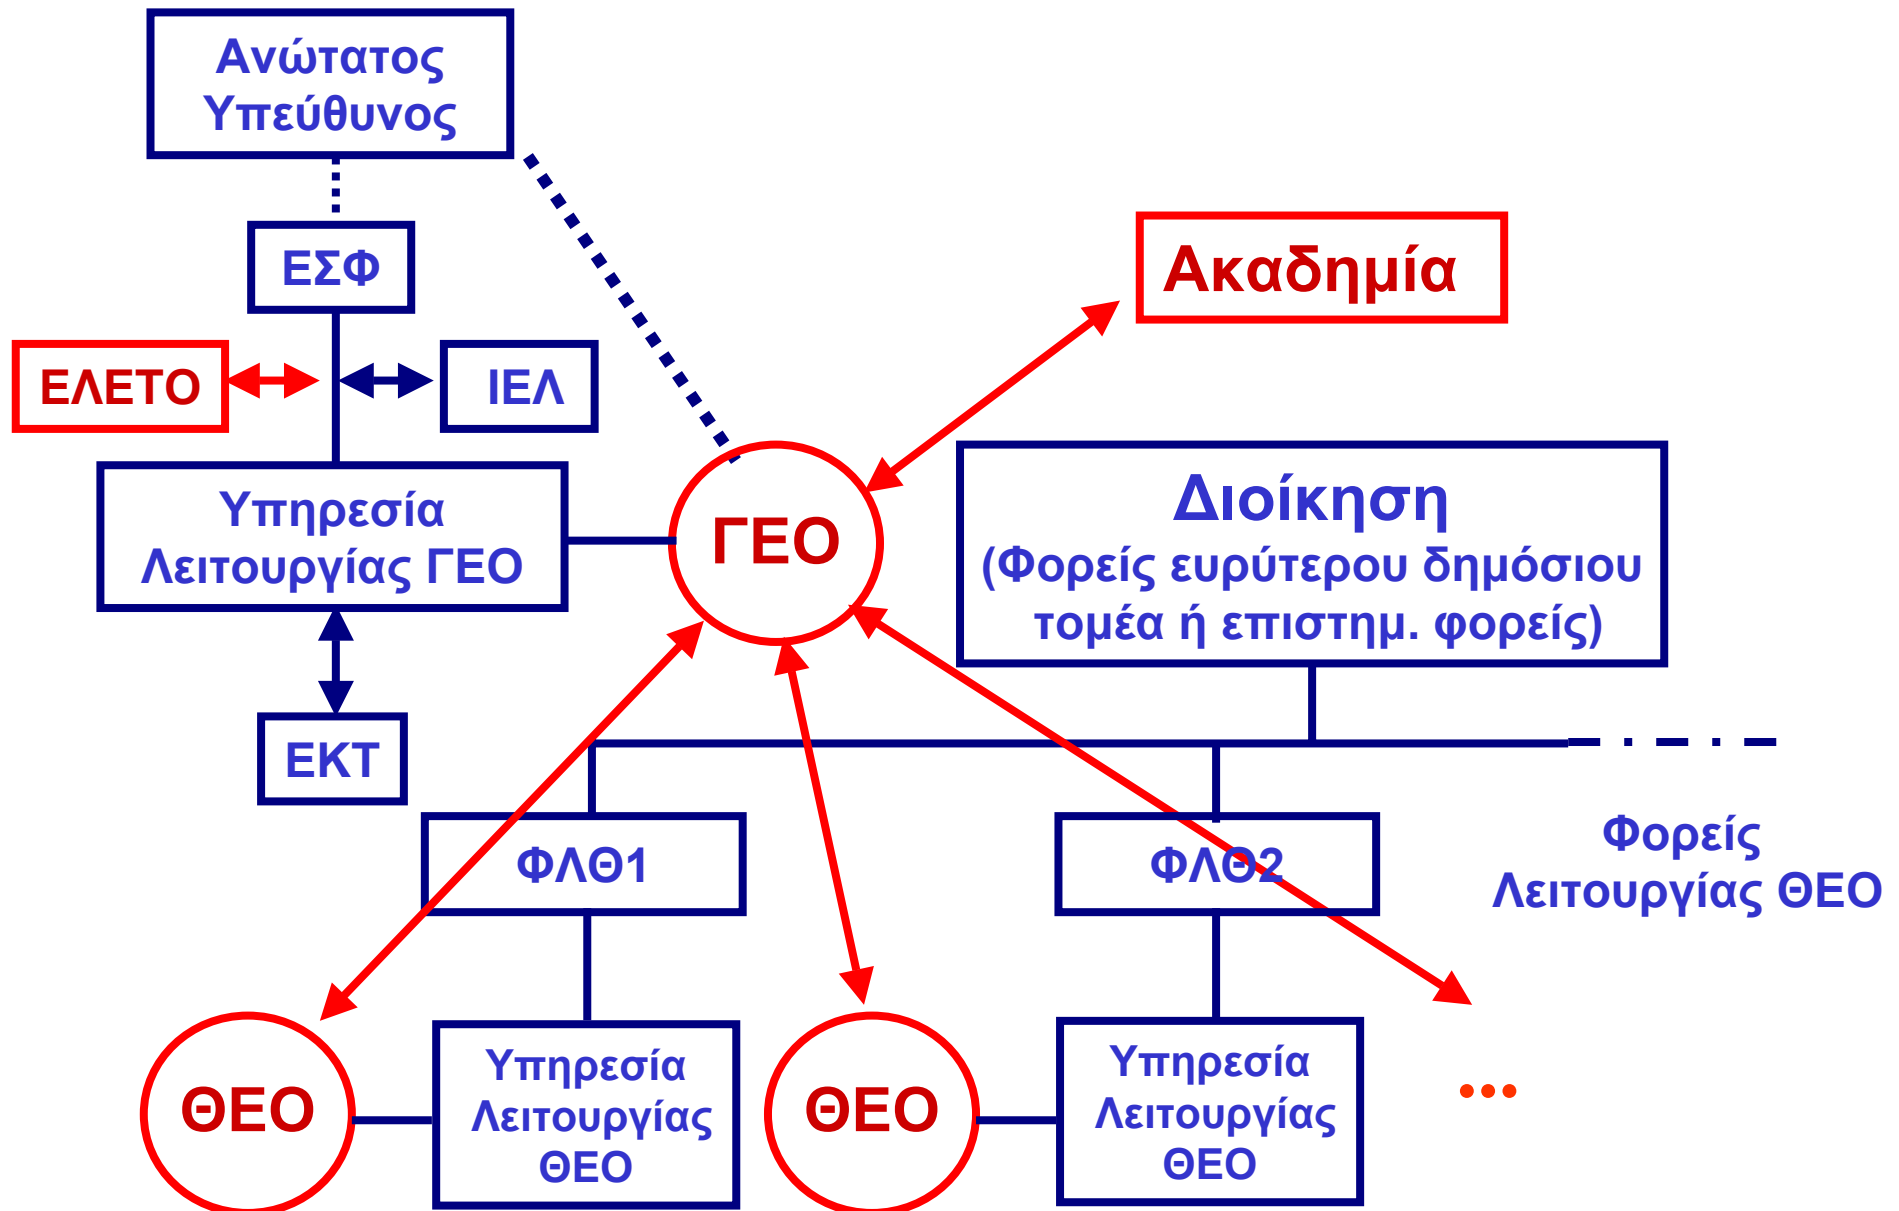 Ανώτατος
Υπεύθυνος
ΕΣΦ
Ακαδημία
ΕΛΕΤΟ
ΙΕΛ
Υπηρεσία
Λειτουργίας ΓΕΟ
ΓΕΟ
Διοίκηση
(Φορείς ευρύτερου δημόσιου
τομέα ή επιστημ. φορείς)
ΕΚΤ
ΦΛΘ1
ΦΛΘ2
Φορείς
Λειτουργίας ΘΕΟ
ΘΕΟ
Υπηρεσία
Λειτουργίας
ΘΕΟ
ΘΕΟ
Υπηρεσία
Λειτουργίας
ΘΕΟ
...